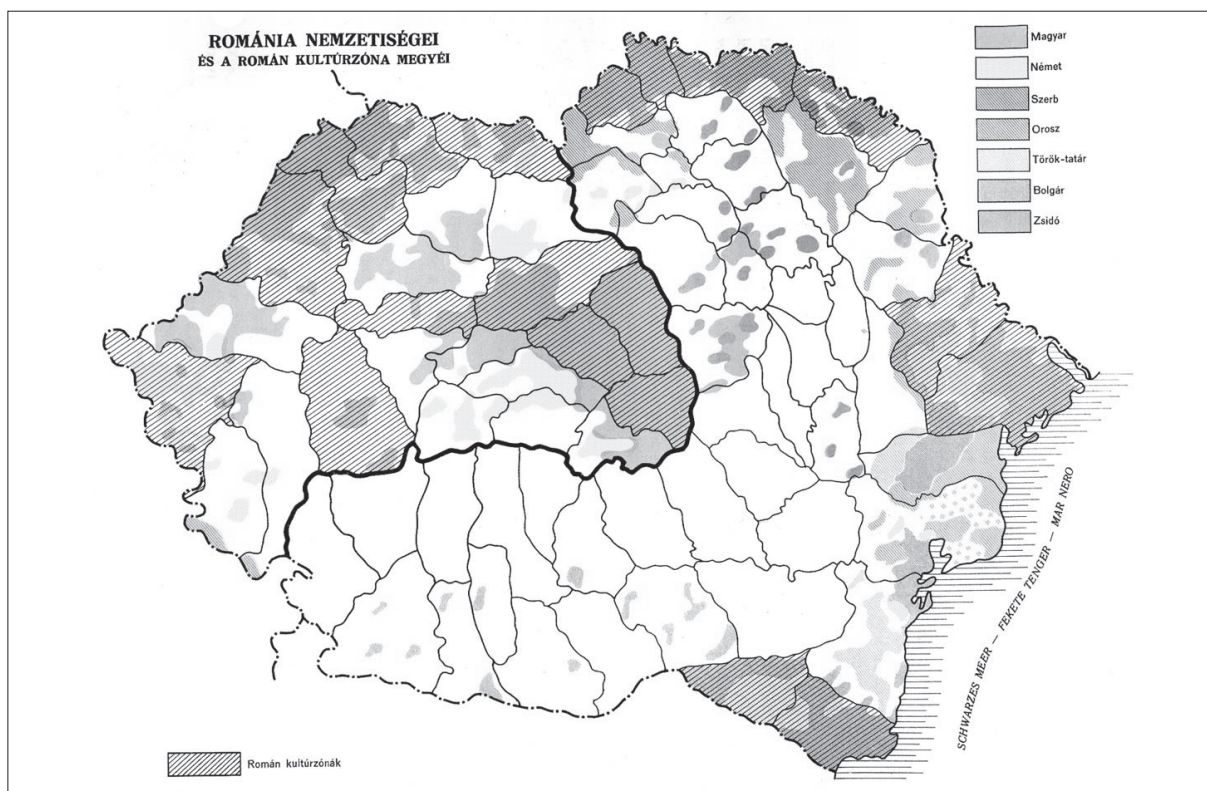 ROMÁNIA NEMZETISÉGEI
ÉS A ROMÁN KULTÚRZÓNA MEGYÉI
Magyar
Német
Szerb
Orosz
Török-tatár
Bolgár
Zsidó
SCHWARZES MEER — FEKETE TENGER — MAR NERO
Román kultúrzónák